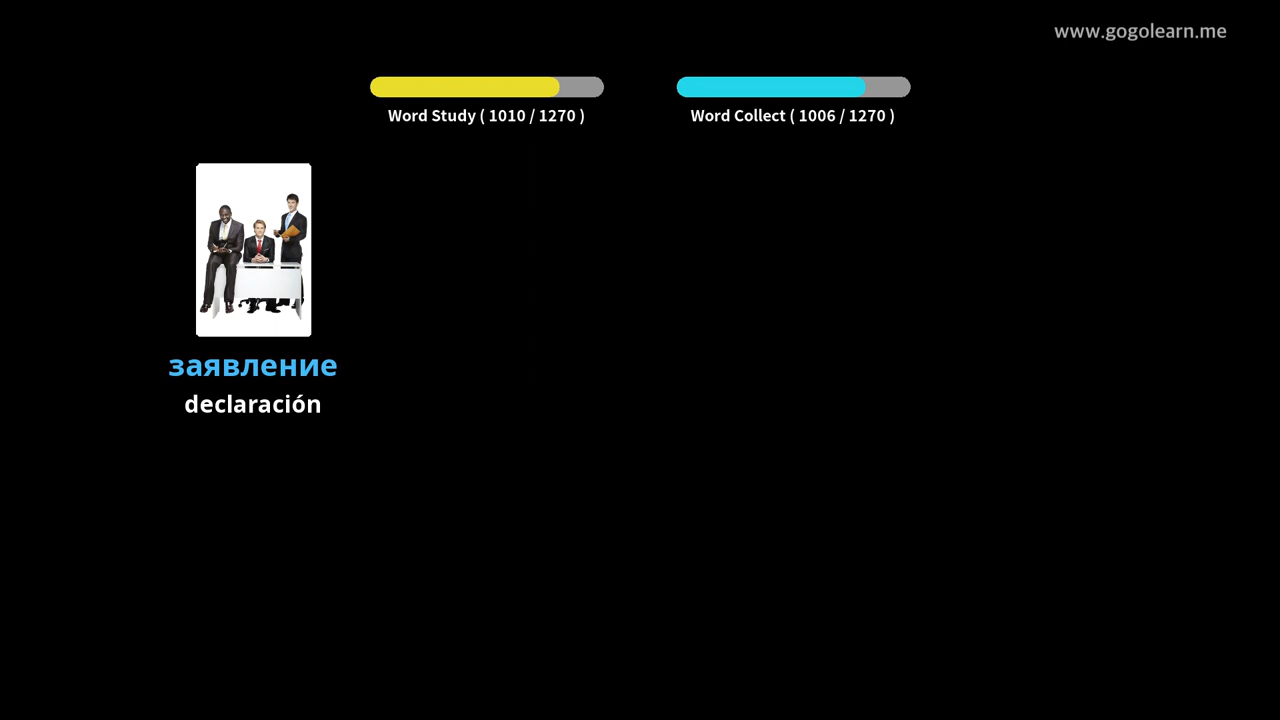 www.gogolearn.me
Word Study ( 1010 / 1270 )
Word Collect ( 1006 / 1270 )
заявление
declaración